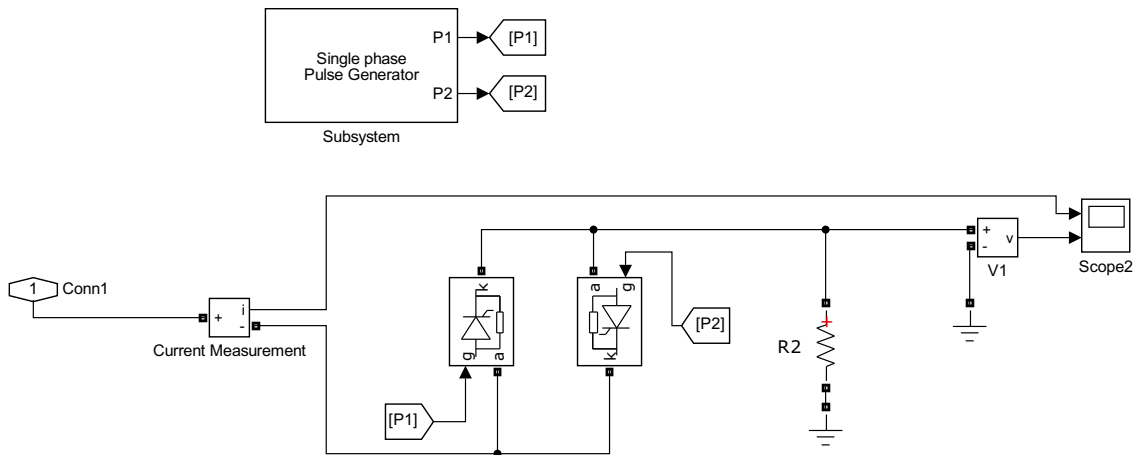 P1
[P1]
Single phase
Pulse Generator
P2
[P2]
Subsystem
+
-
v
V1
Scope2
1
Conn1
+
i
-
Current Measurement
k
g
a
a
g
k
[P2]
+
R2
[P1]